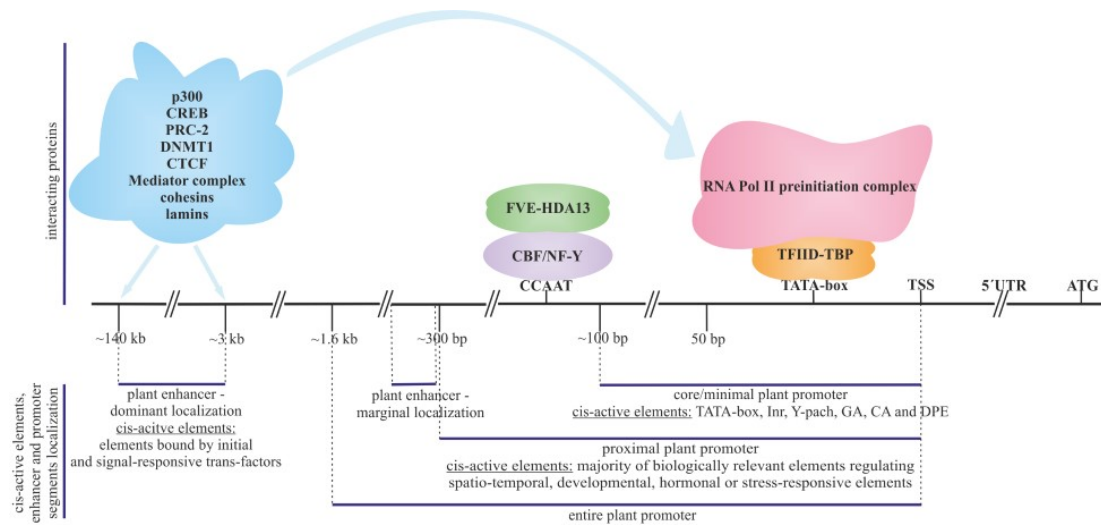 interacting proteins
p300
CREB
PRC-2
DNMT1
CTCF
Mediator complex
cohesins
lamins
FVE-HDA13
CBF/NF-Y
CCAAT
RNA Pol II preinitiation complex
TFIID-TBP
TATA-box
TSS
5´UTR
ATG
~140 kb
~3 kb
~1.6 kb
~300 bp
~100 bp
50 bp
cis-active elements,
enhancer and promoter
segments localization
plant enhancer -
dominant localization
cis-acitve elements:
elements bound by initial
and signal-responsive trans-factors
plant enhancer -
marginal localization
core/minimal plant promoter
cis-active elements: TATA-box, Inr, Y-pach, GA, CA and DPE
proximal plant promoter
cis-active elements: majority of biologically relevant elements regulating
spatio-temporal, developmental, hormonal or stress-responsive elements
entire plant promoter